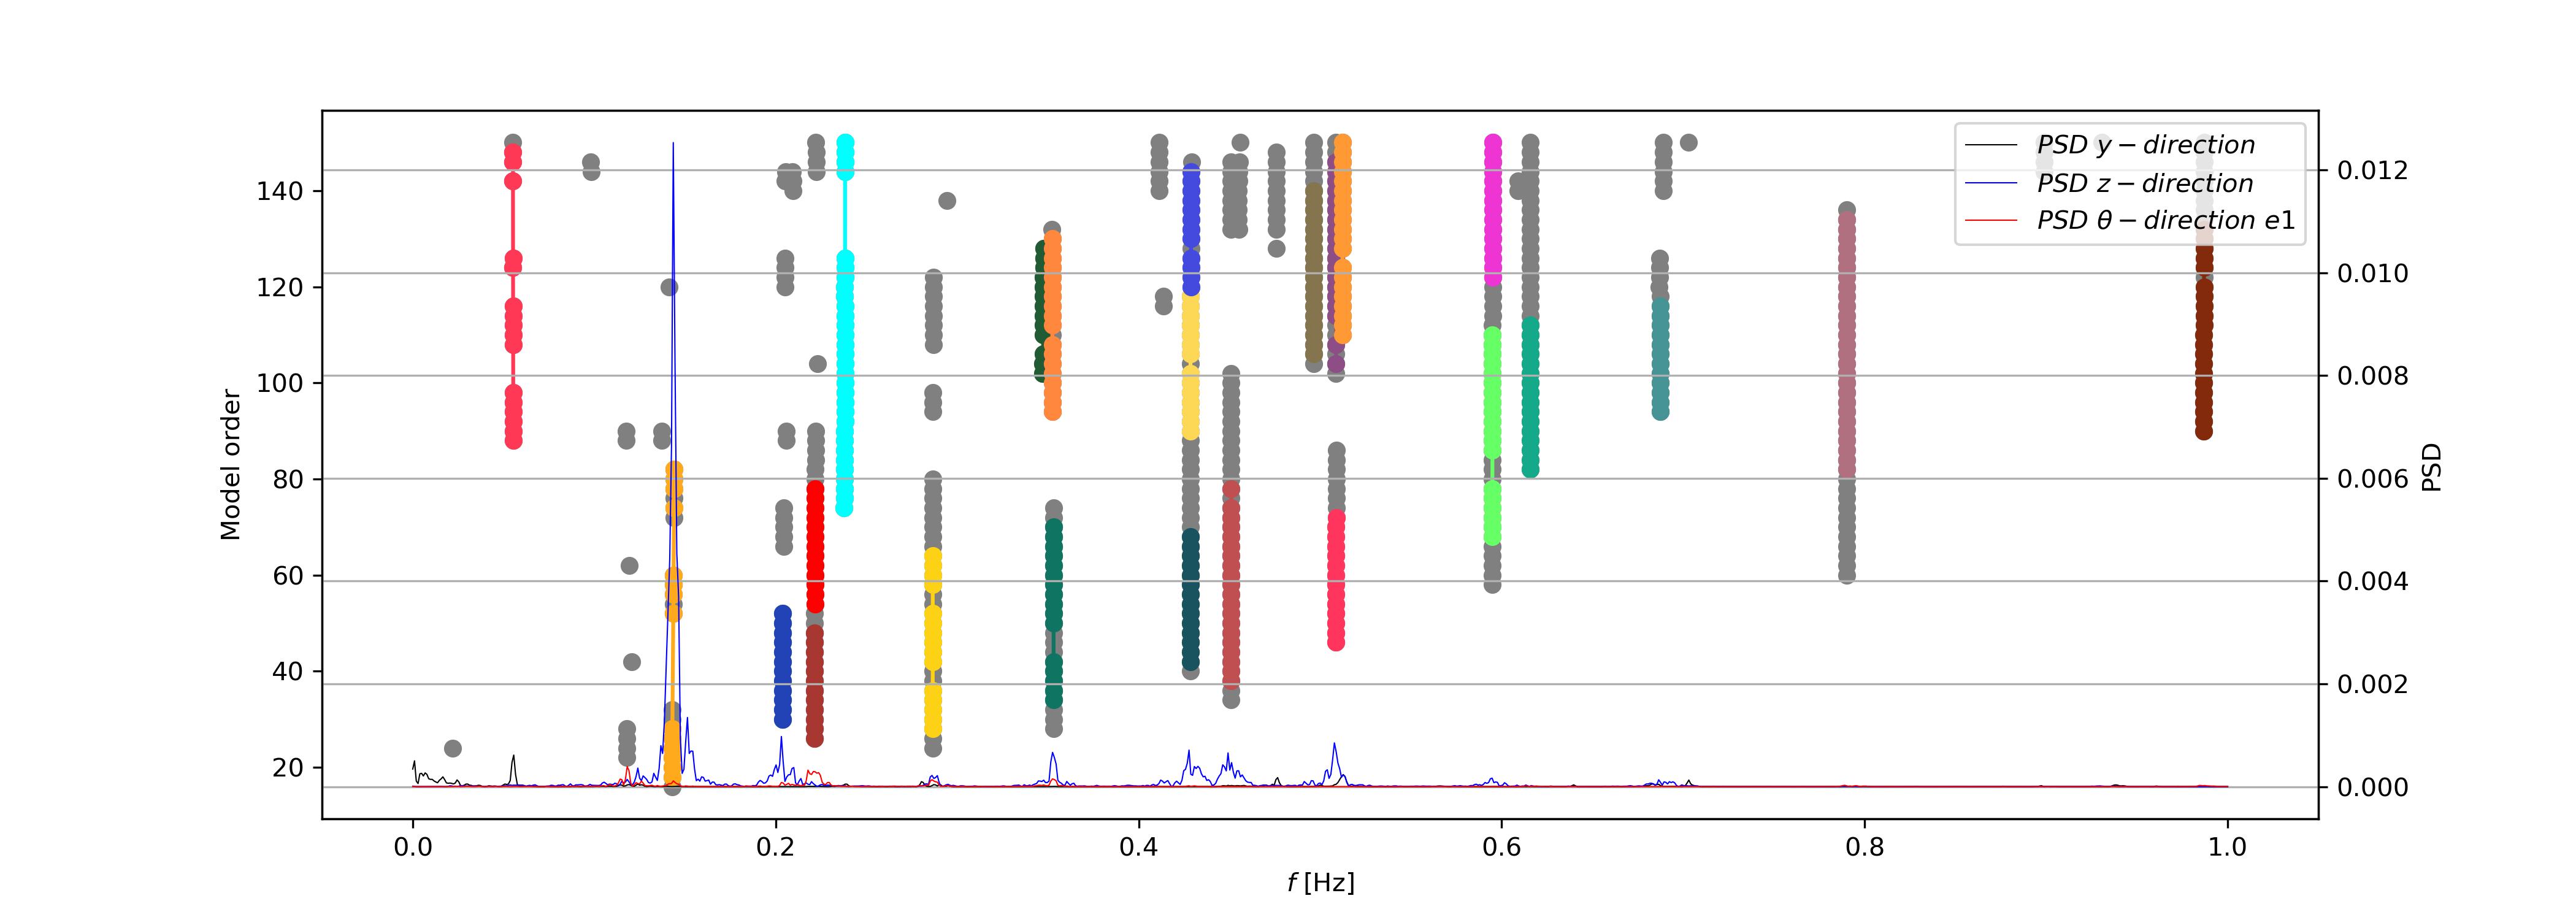 PSD y − direction
PSD z − direction
PSD θ − direction e1
Model order
140
120
100
80
60
40
20
0.012
0.010
0.008
0.006
0.004
0.002
0.000
PSD
0.0 0.2 0.4 0.6 0.8 1.0
f [Hz]